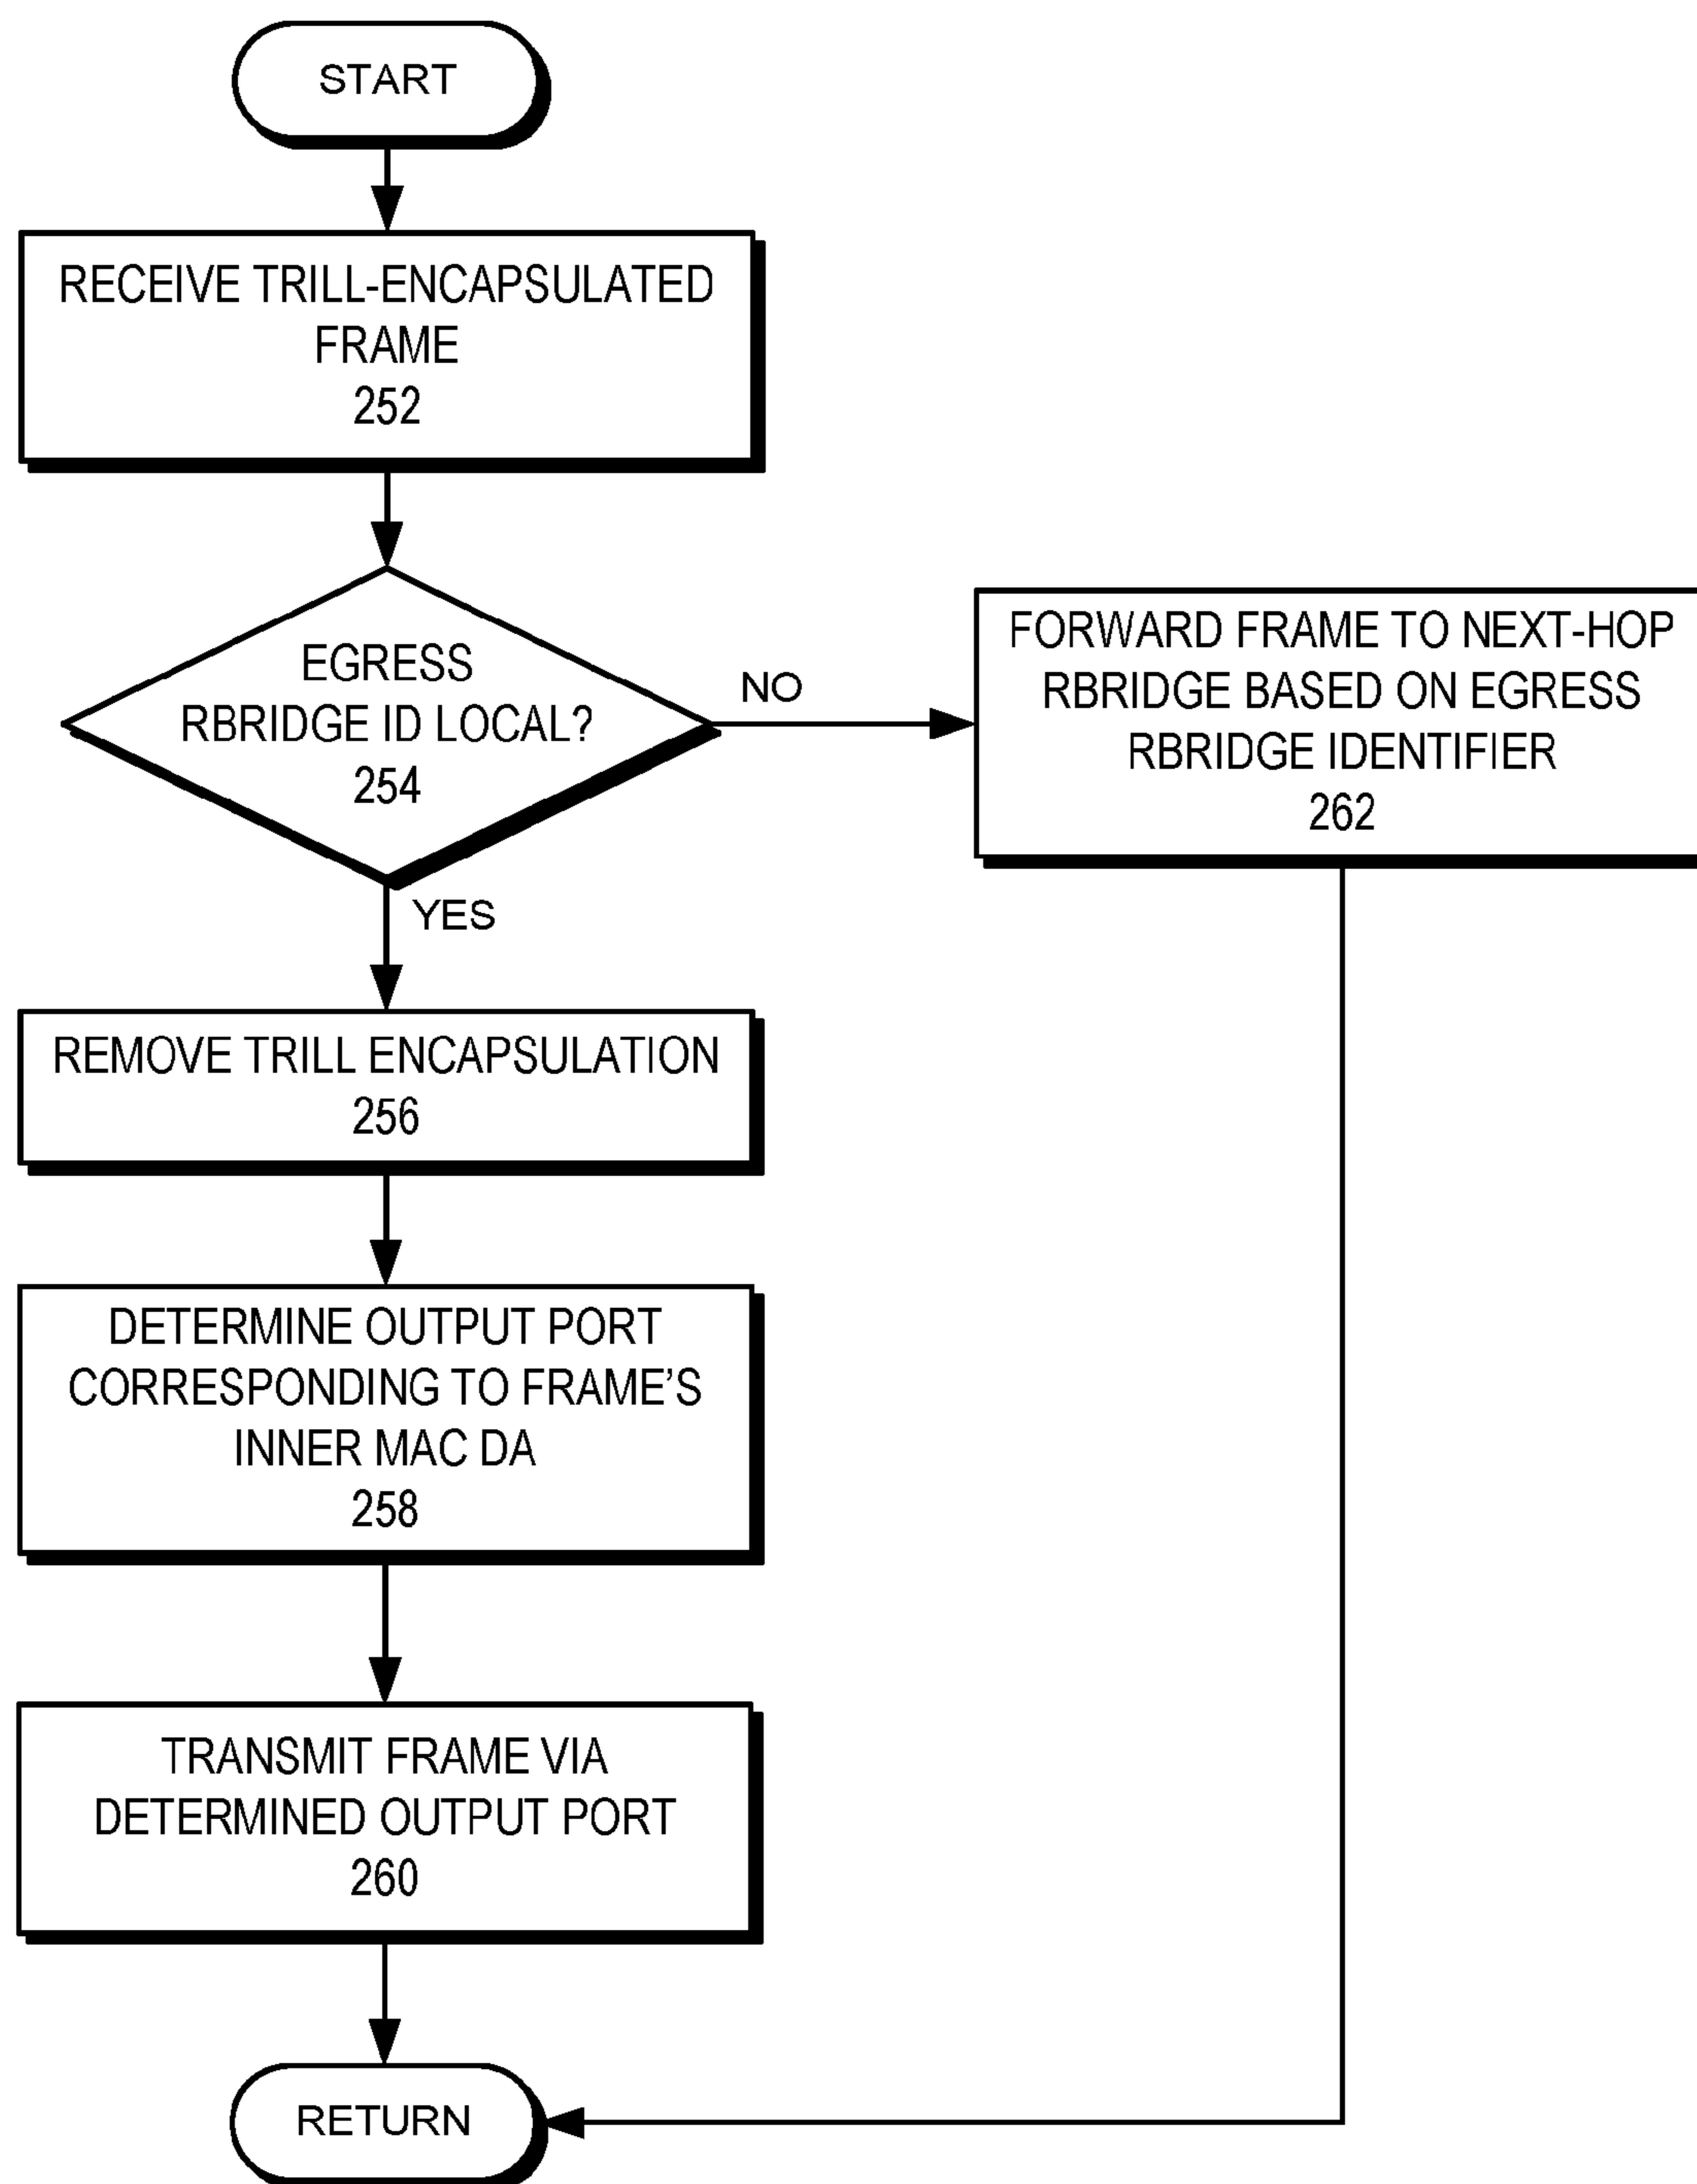 START
RECEIVE TRILL-ENCAPSULATED
FRAME
252
EGRESS
RBRIDGE ID LOCAL?
254
NO
FORWARD FRAME TO NEXT-HOP
RBRIDGE BASED ON EGRESS
RBRIDGE IDENTIFIER
262
YES
REMOVE TRILL ENCAPSULATION
256
DETERMINE OUTPUT PORT
CORRESPONDING TO FRAME'S
INNER MAC DA
258
TRANSMIT FRAME VIA
DETERMINED OUTPUT PORT
260
RETURN